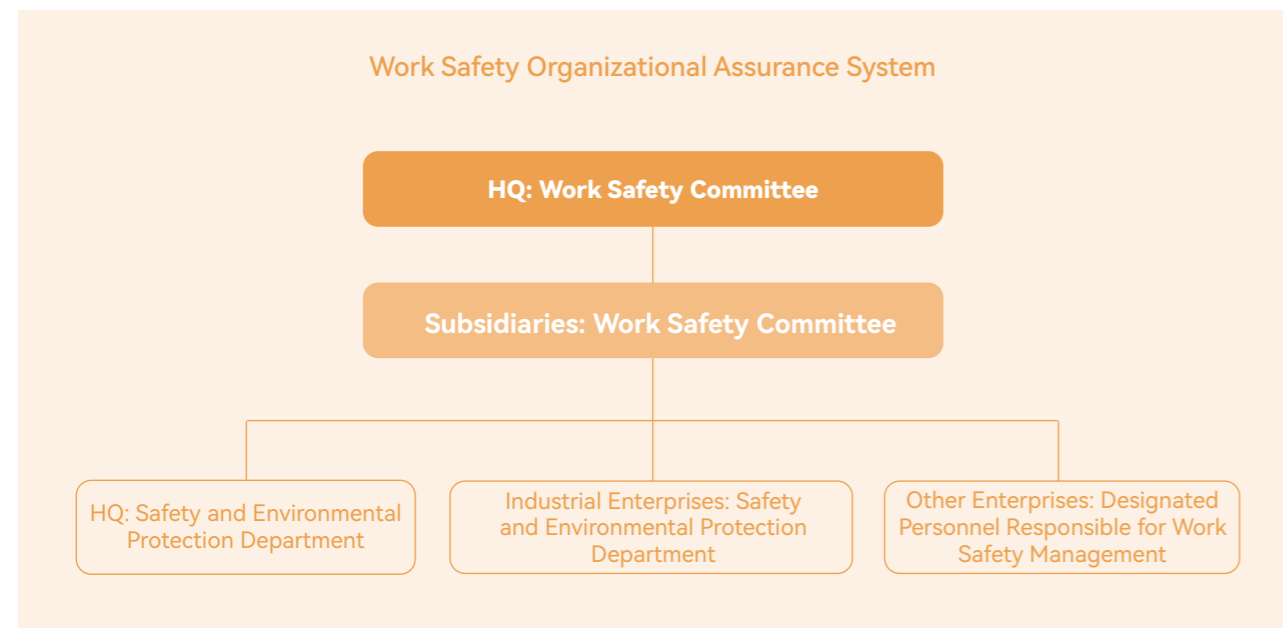 Work Safety Organizational Assurance System
HQ: Work Safety Committee
Subsidiaries: Work Safety Committee
HQ: Safety and Environmental
Protection Department
Industrial Enterprises: Safety
and Environmental Protection
Department
Other Enterprises: Designated
Personnel Responsible for Work
Safety Management